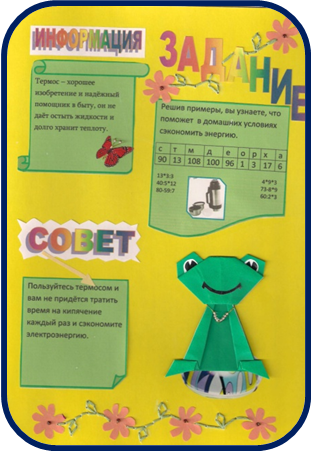 ИНФОРМАЦИЯ
Термос – хорошее
изобретение и надёжный
помощник в быту, он не
даёт остыть жидкости и
долго хранит теплоту.
ЗАДАНИЕ
Решив примеры, вы узнаете, что
поможет в домашних условиях
сэкономить энергию.
с т м д е о р х а
90 13 108 100 96 1 3 17 6
13*3:3
40:5*12
60-59:7
4*9*3
73-8*9
60:2*3
СОВЕТ
Пользуйтесь термосом и
вам не придётся тратить
время на кипячение
каждый раз и сэкономите
электроэнергию.